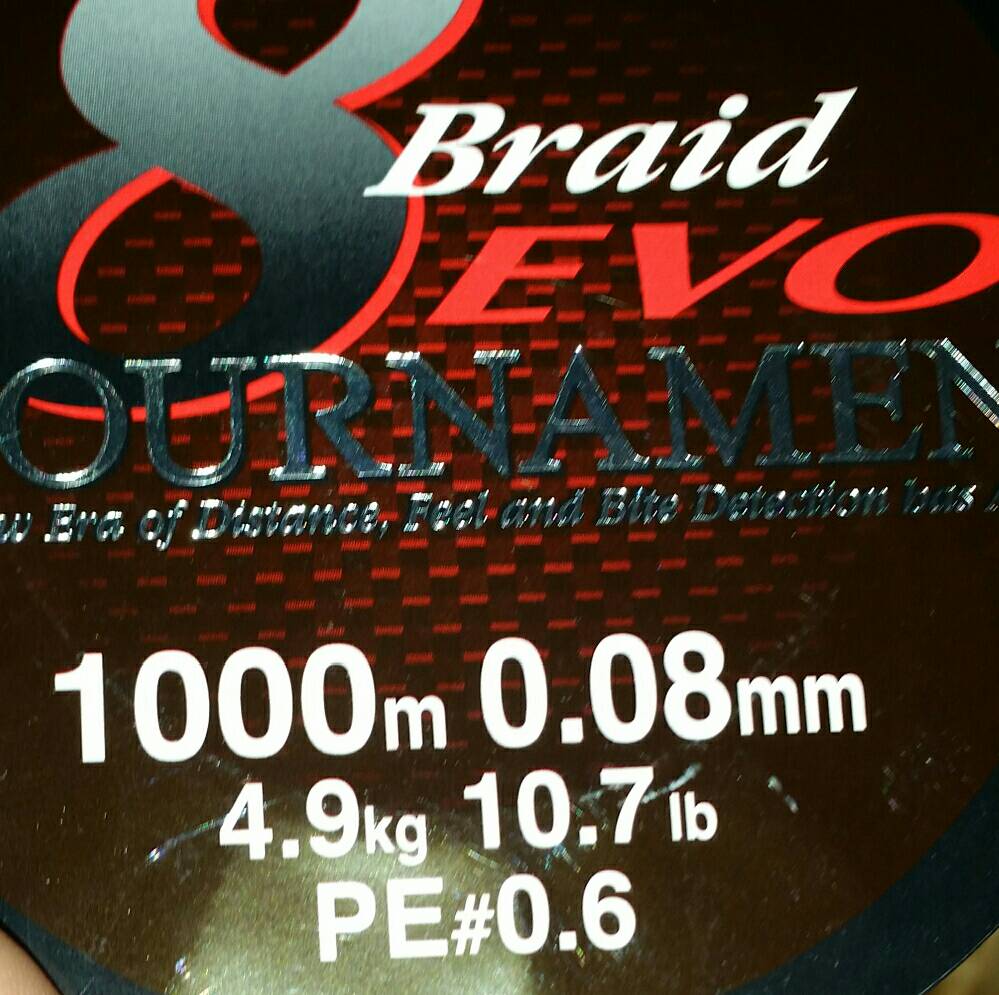 8 Braid
EVO
OURNAMEN
w Era of Distance, Feel and Bite Detection has
1000m 0.08mm
4.9kg 10.7lb
PE#0.6